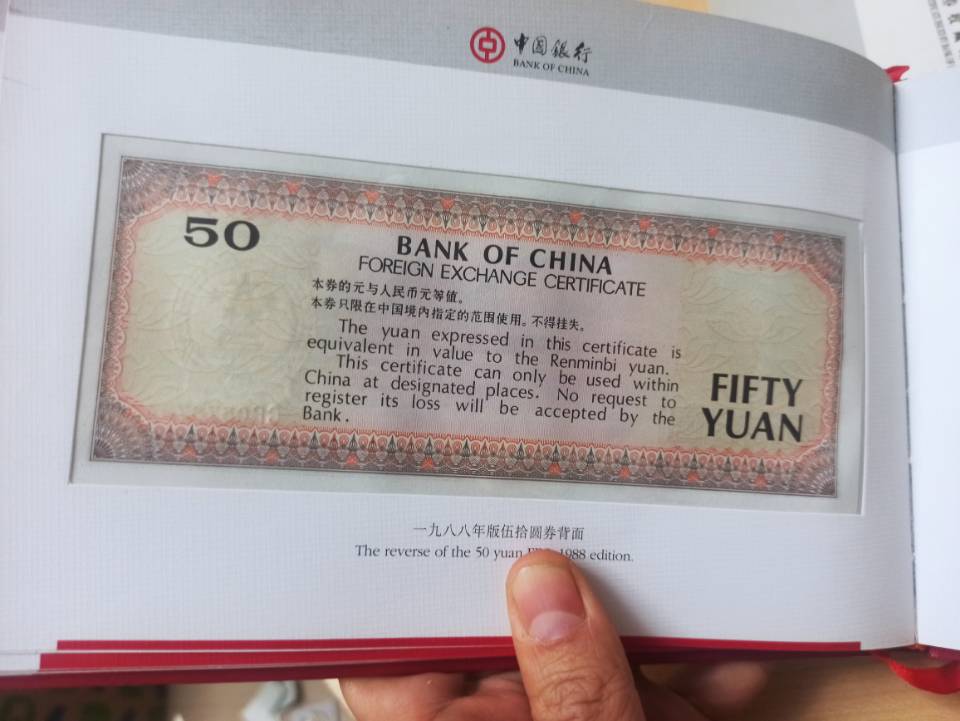 中国银行
BANK OF CHINA
50
BANK OF CHINA
FOREIGN EXCHANGE CERTIFICATE
本券的元与人民币元等值。
本券只限在中国境内指定的范围使用。不得挂失。
The yuan expressed in this certificate is
equivalent in value to the Renminbi yuan.
This certificate can only be used within
China at designated places. No request to
register its loss will be accepted by the
Bank.
FIFTY
YUAN
一九八八年版伍拾圆券背面
The reverse of the 50 yuan 1988 edition.